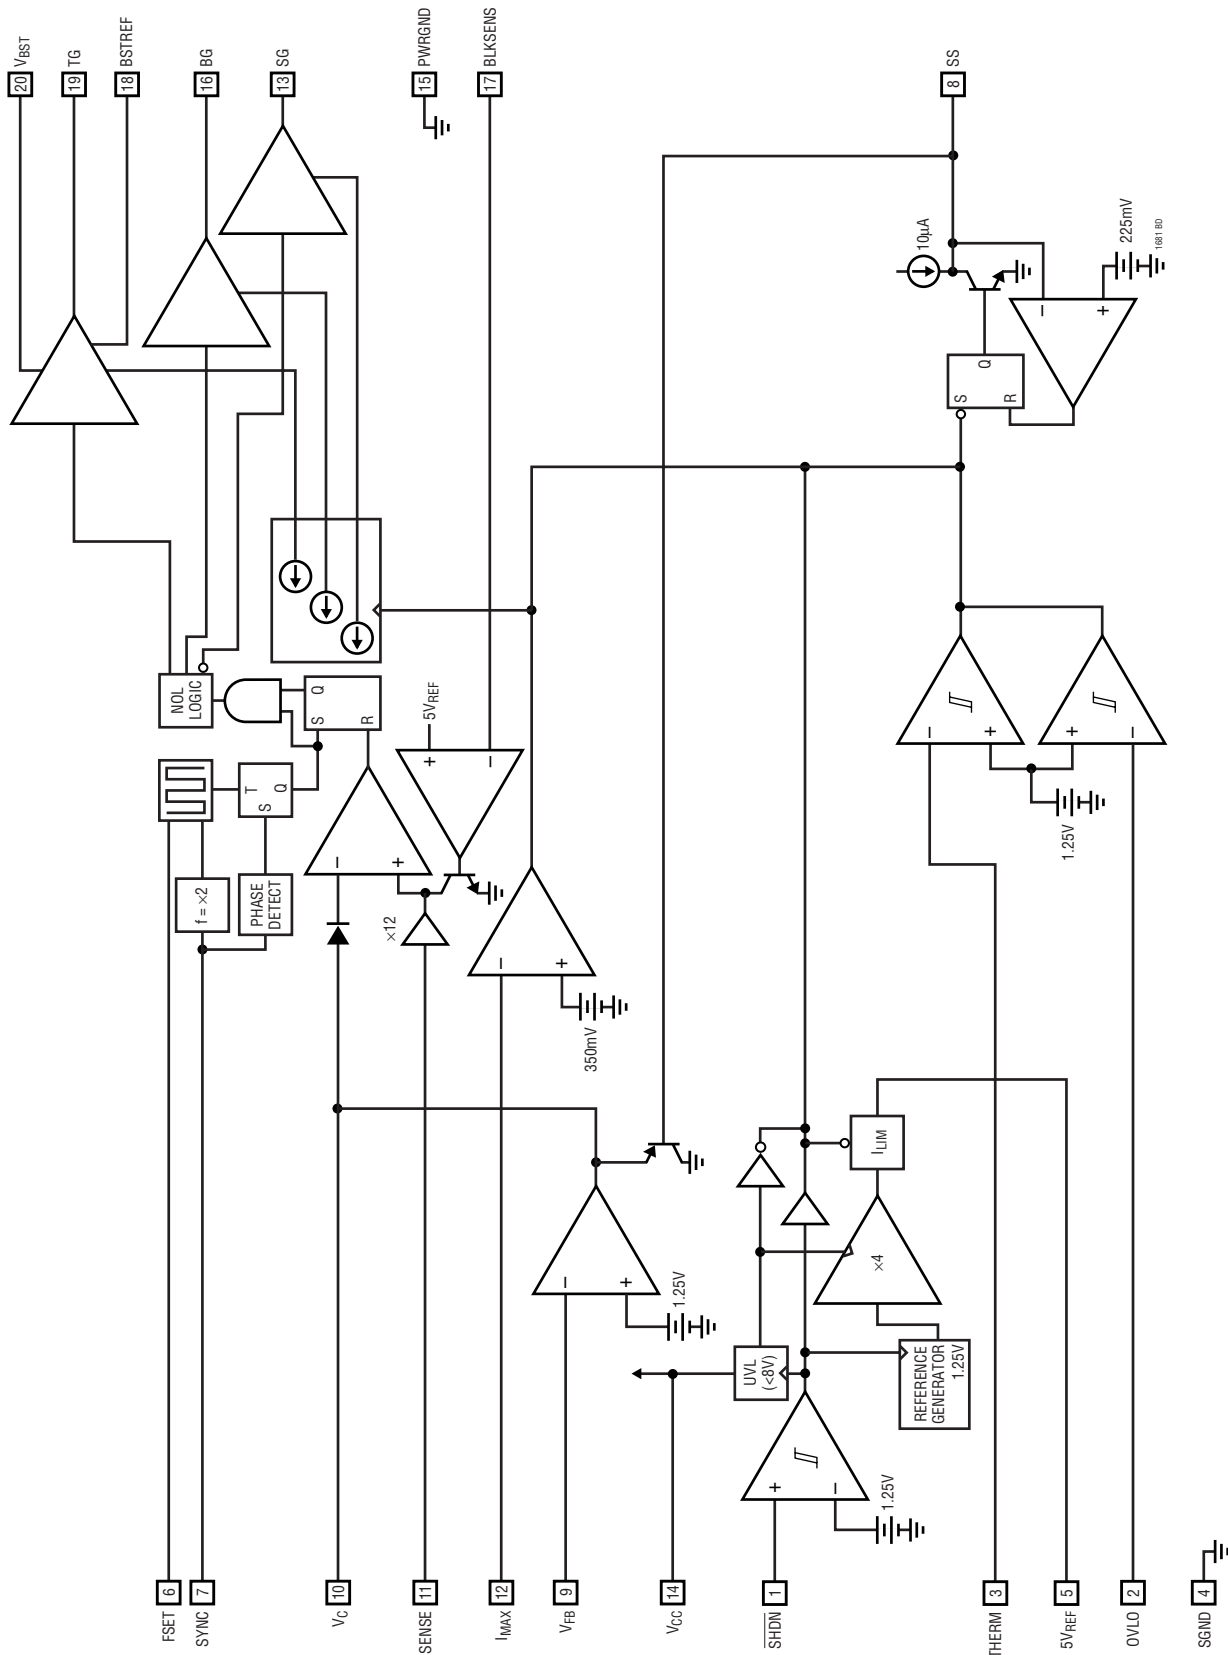 FSET
6
SYNC
7
VC
10
SENSE
11
IMAX
12
VFB
9
VCC
14
SHDN
1
THERM
3
5VREF
5
OVLO
2
SGND
4
f = ×2
PHASE
DETECT
T
S
Q
NOL
LOGIC
S
Q
R
–
+
×12
5VREF
+
–
–
+
350mV
–
+
1.25V
UVL
(<8V)
+
–
1.25V
REFERENCE
GENERATOR
1.25V
×4
ILIM
–
+
+
–
1.25V
S
Q
R
10µA
–
+
225mV
1681 BD
20
VBST
19
TG
18
BSTREF
16
BG
13
SG
15
PWRGND
17
BLKSENS
8
SS